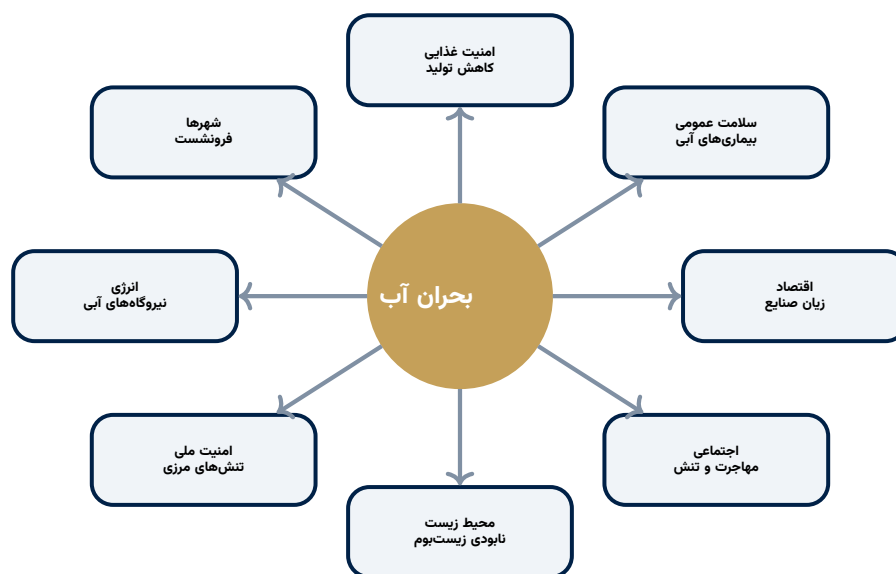 امنیت غذایی
کاهش تولید
سلامت عمومی
بیماری‌های آبی
شهرها
فرونشست
اقتصاد
زیان صنایع
بحران آب
انرژی
نیروگاه‌های آبی
اجتماعی
مهاجرت و تنش
امنیت ملی
تنش‌های مرزی
محیط زیست
نابودی زیست‌بوم